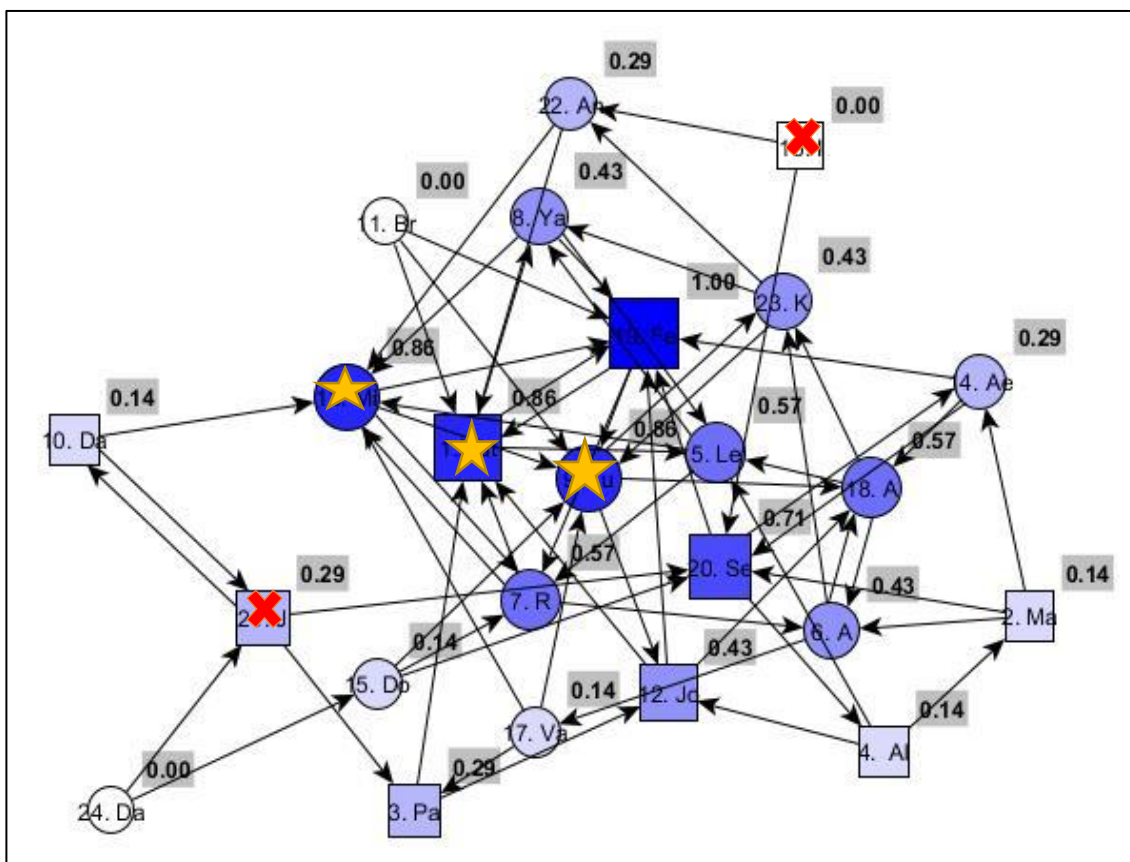 0.29
22. An
0.00
0.00
0.43
11. Br
8. Ya
0.43
1.00
23. K
19. Fe
0.29
0.86
4. Ae
0.14
0.86
0.57
10. Da
0.86
5. Le
0.57
18. A
0.71
0.57
20. Se
0.29
7. R
0.43
0.14
6. A
2. Ma
0.14
0.43
15. Do
12. Jo
0.14
0.14
17. Va
4. Al
0.00
0.29
24. Da
3. Pa